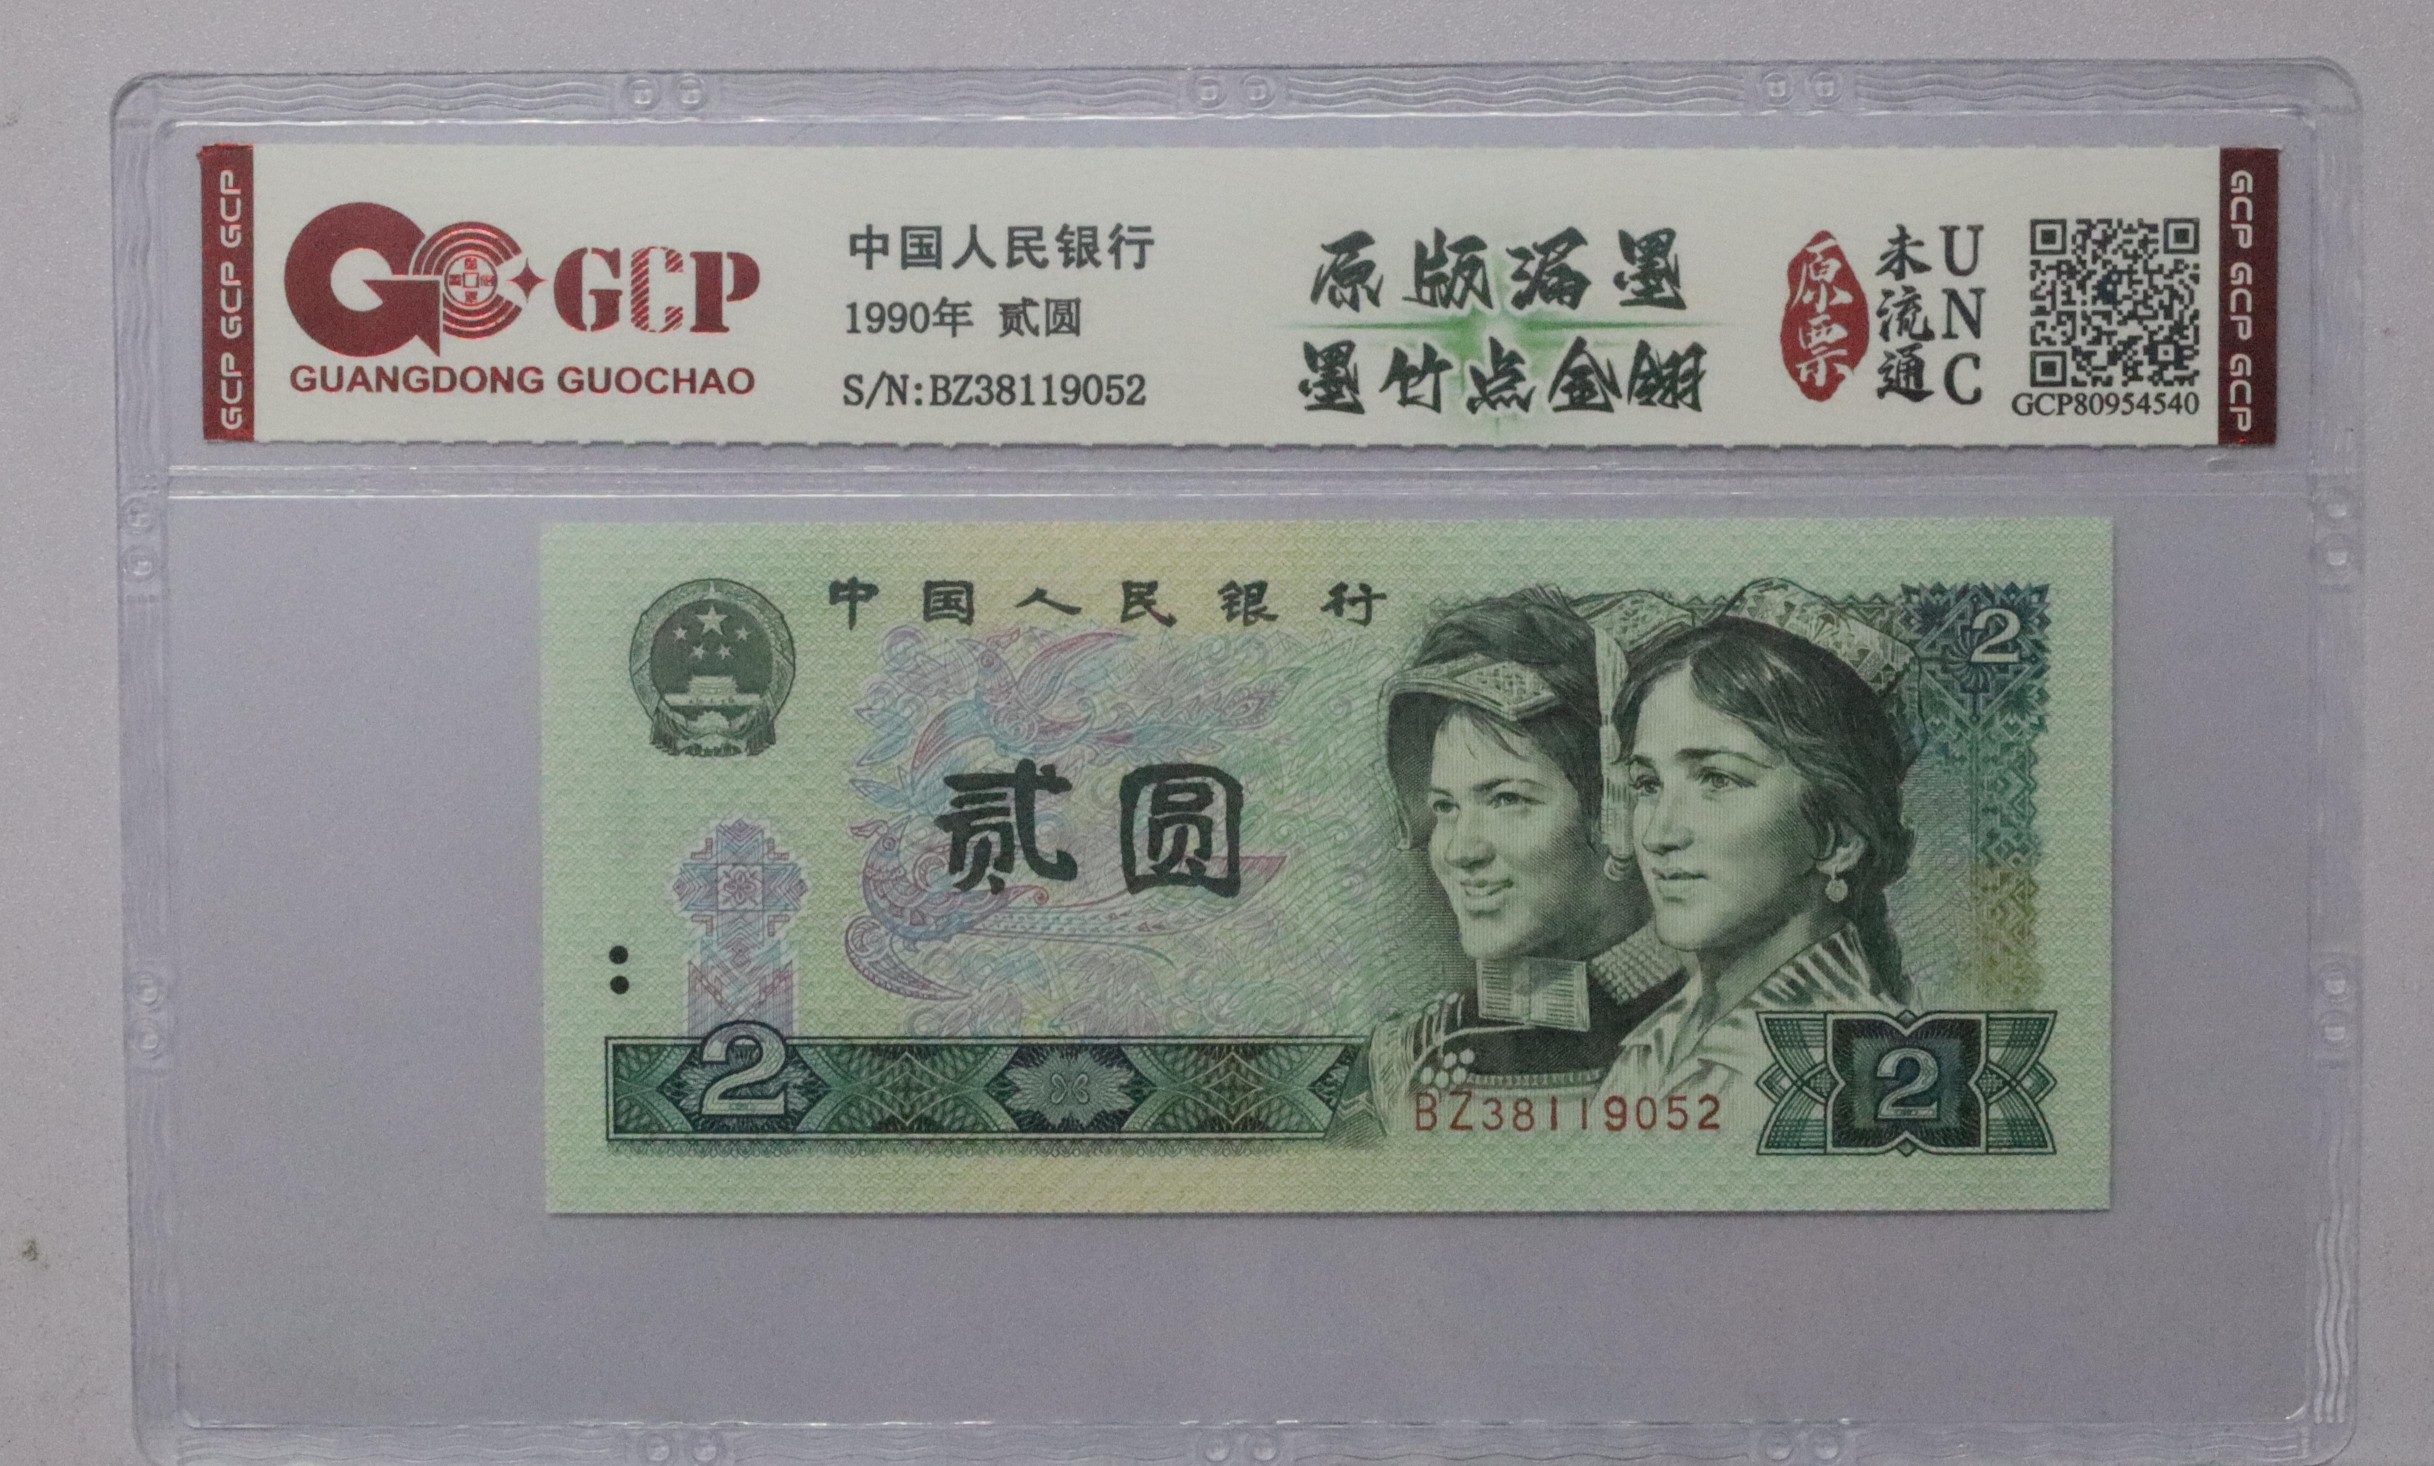 GCP GCP GCP
GCP
GUANGDONG GUOCHAO
中国人民银行
1990年 贰圆
S/N:BZ38119052
原版漏墨
墨竹点金翎
原票
未流通
UNC
GCP80954540
GCP GCP GCP
中国人民银行
2
贰圆
2
BZ38119052
2